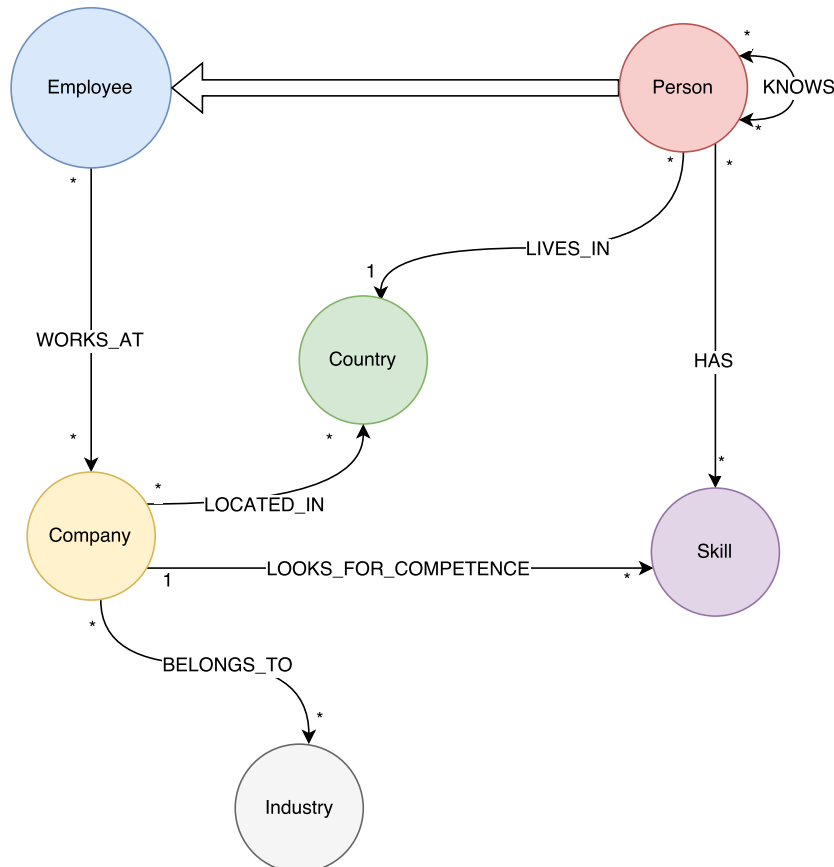 *
Employee
Person
KNOWS
*
*
*
*
LIVES_IN
1
WORKS_AT
Country
HAS
*
*
*
*
LOCATED_IN
Company
Skill
LOOKS_FOR_COMPETENCE
1
*
*
BELONGS_TO
*
Industry